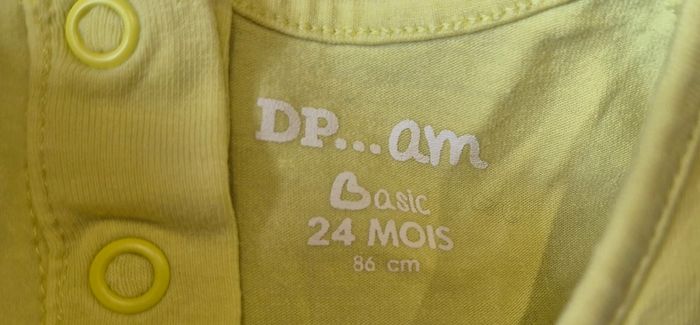 DP...am
Basic
24 MOIS
86 cm